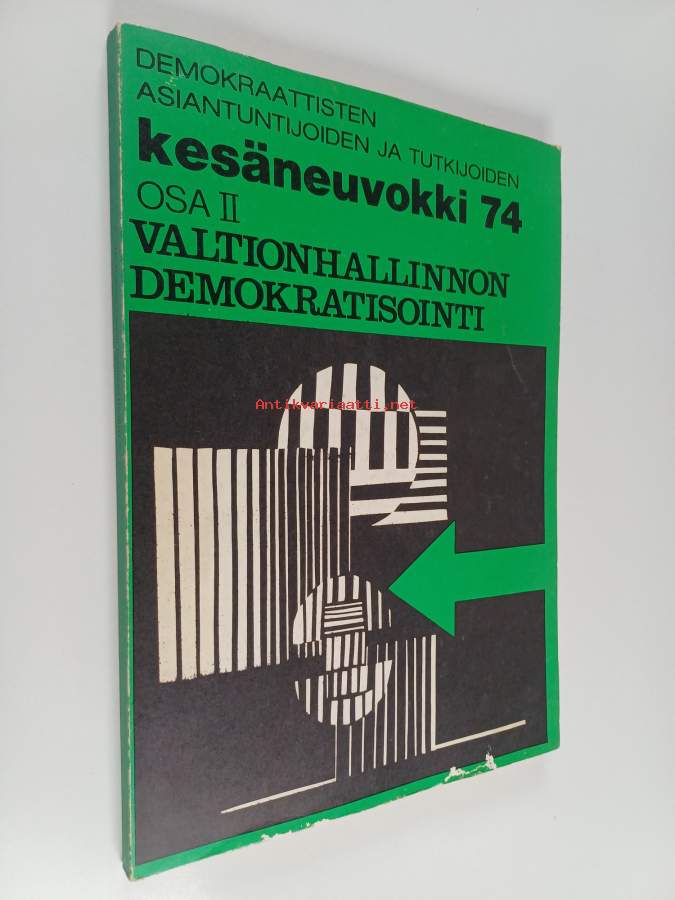 DEMOKRAATTISTEN
ASIANTUNTIJOIDEN JA TUTKIJOIDEN
kesäneuvokki 74
OSA II
VALTIONHALLINNON
DEMOKRATISOINTI
Antikvariaatti.net